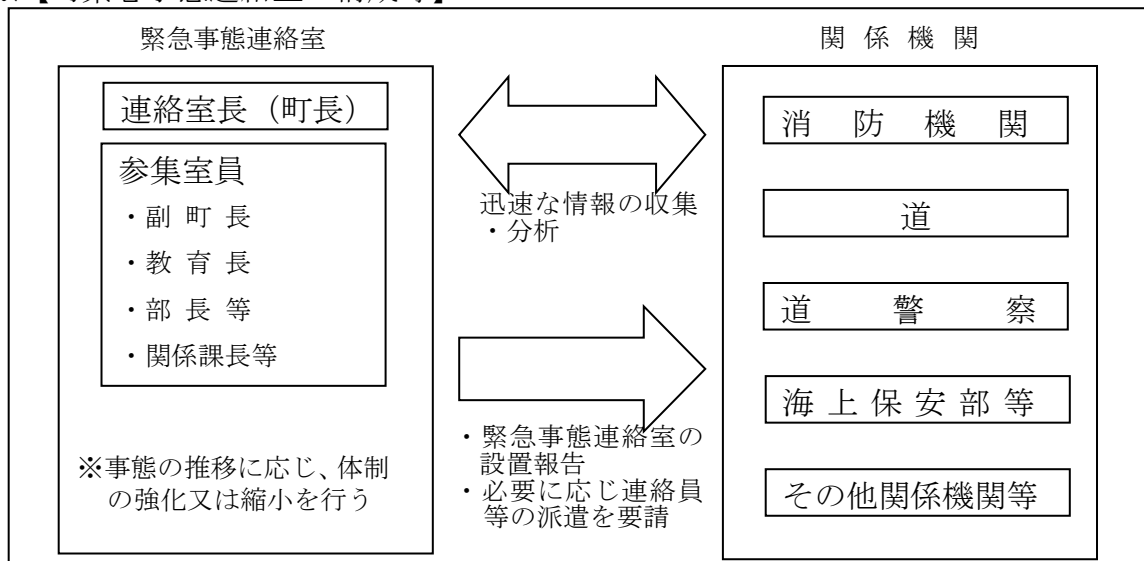 緊急事態連絡室
連絡室長（町長）
参集室員
・副 町 長
・教 育 長
・部 長 等
・関係課長等
※事態の推移に応じ、体制
の強化又は縮小を行う
迅速な情報の収集
・分析
・緊急事態連絡室の
設置報告
・必要に応じ連絡員
等の派遣を要請
関 係 機 関
消 防 機 関
道
道 警 察
海 上 保 安 部 等
その他関係機関等